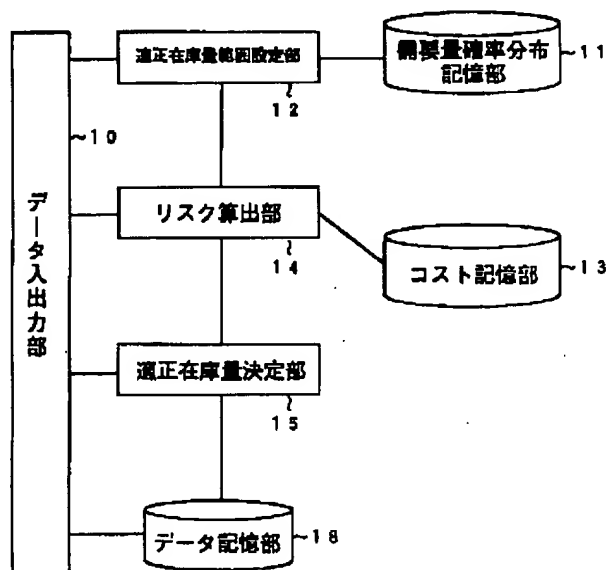 適正在庫量範囲設定部
需要量確率分布
記憶部
~11
12
~10
データ入出力部
リスク算出部
14
コスト記憶部
~13
適正在庫量決定部
15
データ記憶部
~18